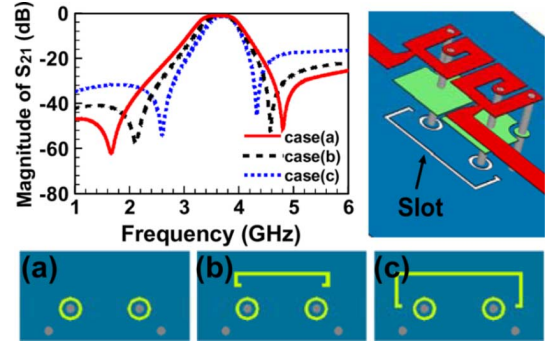 Magnitude of S21 (dB)
0
-20
-40
-60
-80
1 2 3 4 5 6
Frequency (GHz)
case(a)
case(b)
case(c)
Slot
(a) (b) (c)